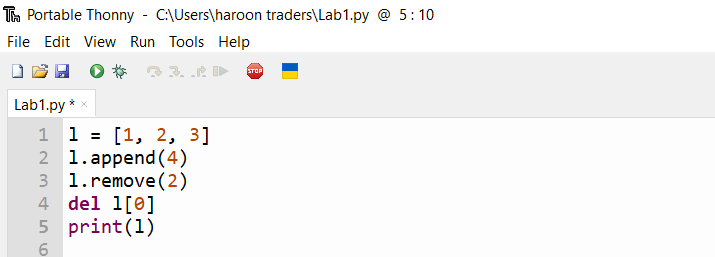 Portable Thonny - C:\Users\haroon traders\Lab1.py @ 5 : 10
File Edit View Run Tools Help
STOP
Lab1.py * ×
1 l = [1, 2, 3]
2 l.append(4)
3 l.remove(2)
4 del l[0]
5 print(l)
6